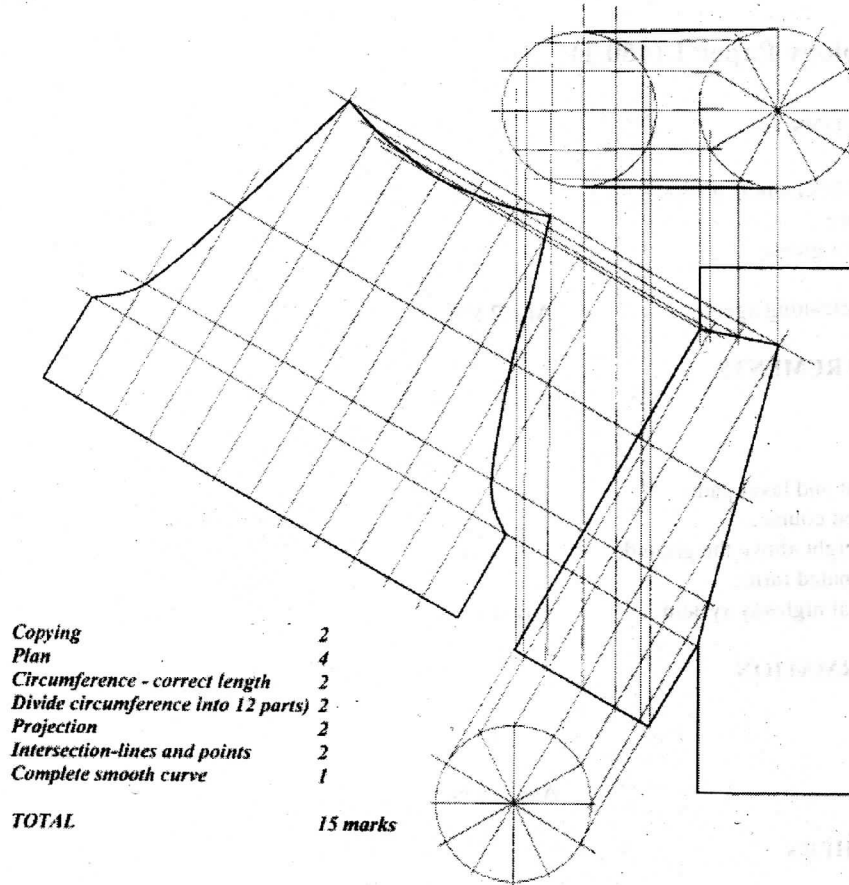 Copying 2
Plan 4
Circumference - correct length 2
Divide circumference into 12 parts) 2
Projection 2
Intersection-lines and points 2
Complete smooth curve 1
TOTAL 15 marks